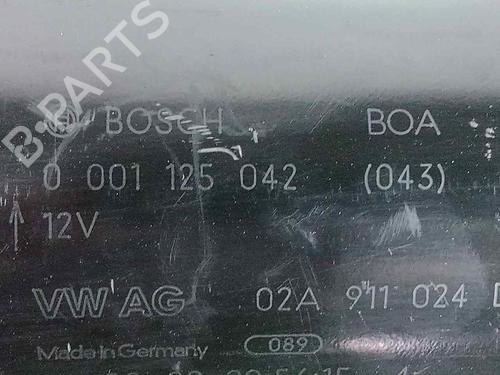 B-PARTS
BOSCH BOA
0 001 125 042 (043)
12V
VW AG 02A 911 024 D
Made in Germany 089